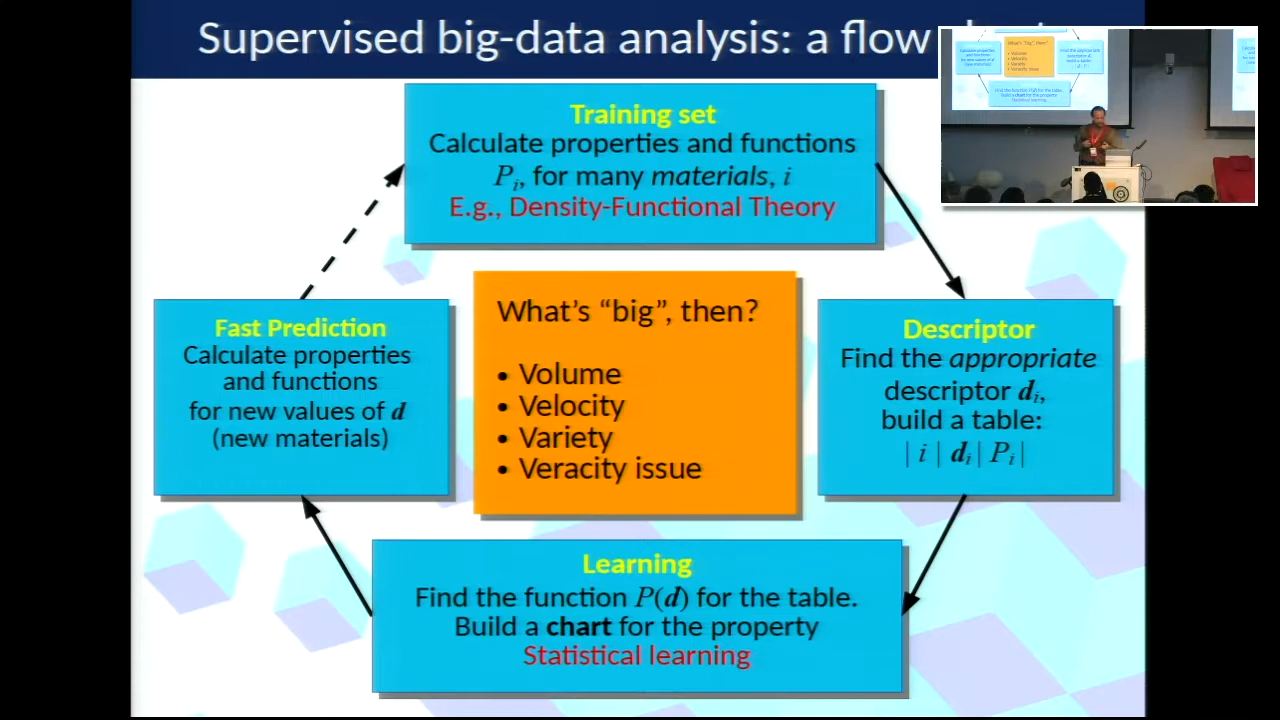 Supervised big-data analysis: a flow
Training set
Calculate properties and functions
Pᵢ, for many materials, i
E.g., Density-Functional Theory
Fast Prediction
Calculate properties
and functions
for new values of d
(new materials)
What’s “big”, then?
• Volume
• Velocity
• Variety
• Veracity issue
Descriptor
Find the appropriate
descriptor dᵢ,
build a table:
| i | dᵢ | Pᵢ |
Learning
Find the function P(d) for the table.
Build a chart for the property
Statistical learning